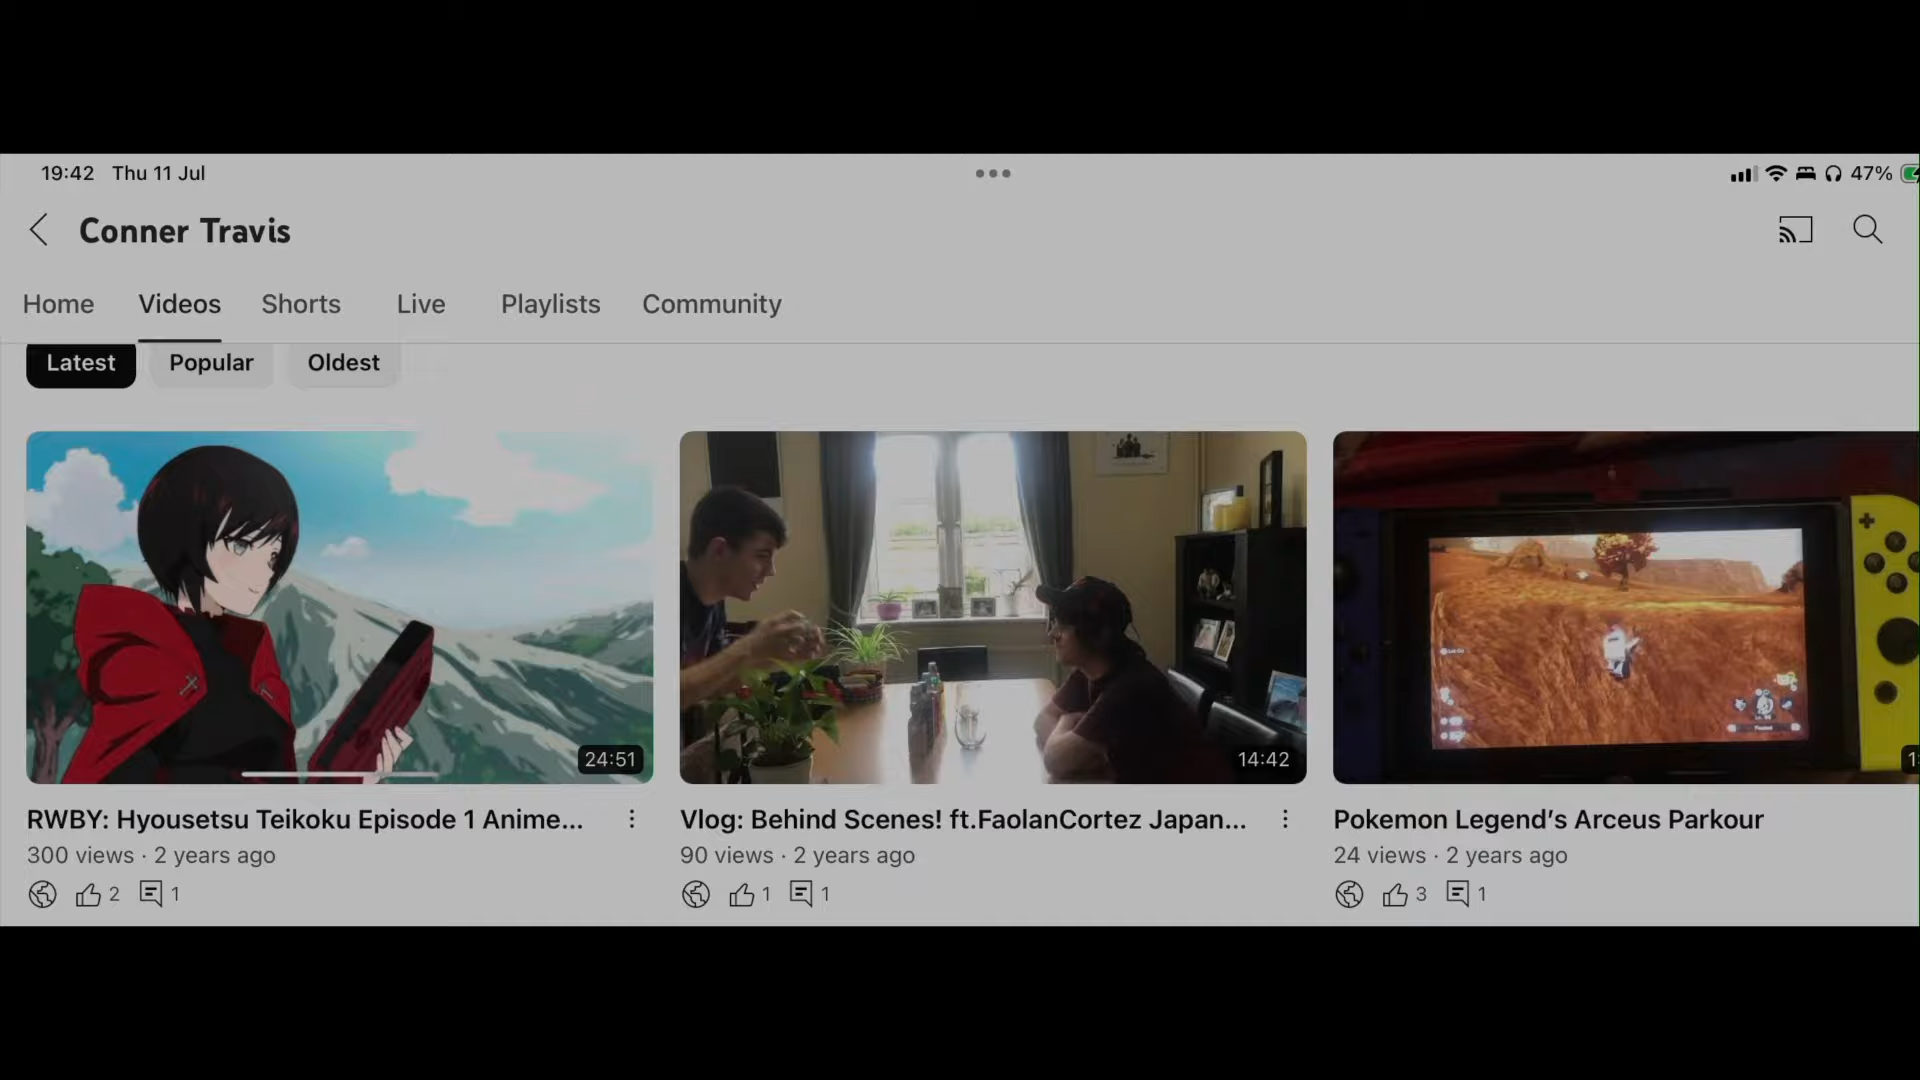 19:42 Thu 11 Jul
47%
Conner Travis
Home Videos Shorts Live Playlists Community
Latest Popular Oldest
24:51
14:42
RWBY: Hyousetsu Teikoku Episode 1 Anime...
300 views · 2 years ago
2 1
Vlog: Behind Scenes! ft.FaolanCortez Japan...
90 views · 2 years ago
1 1
Pokemon Legend’s Arceus Parkour
24 views · 2 years ago
3 1